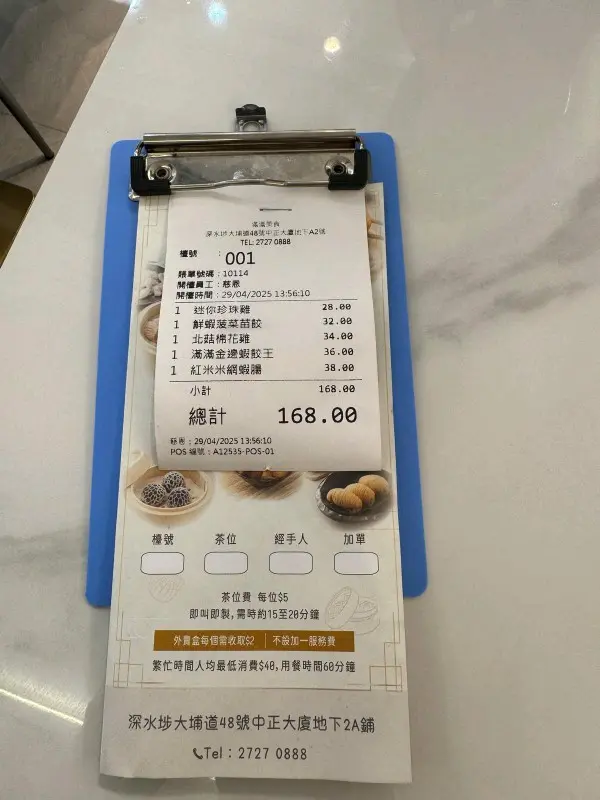 滿滿美食
深水埗大埔道48號中正大廈地下A2號
TEL: 2727 0888
檯號 : 001
賬單號碼 : 10114
開檯員工 : 慈恩
開檯時間 : 29/04/2025 13:56:10
1 迷你珍珠雞 28.00
1 鮮蝦菠菜苗餃 32.00
1 北菇棉花雞 34.00
1 滿滿金邊蝦餃王 36.00
1 紅米米網蝦腸 38.00
小計 168.00
總計 168.00
慈恩 : 29/04/2025 13:56:10
POS 編號 : A12535-POS-01
檯號 茶位 經手人 加單
茶位費 每位$5
即叫即製,需時約15至20分鐘
外賣盒每個需收取$2 | 不設加一服務費
繁忙時間人均最低消費$40,用餐時間60分鐘
深水埗大埔道48號中正大廈地下2A鋪
Tel : 2727 0888